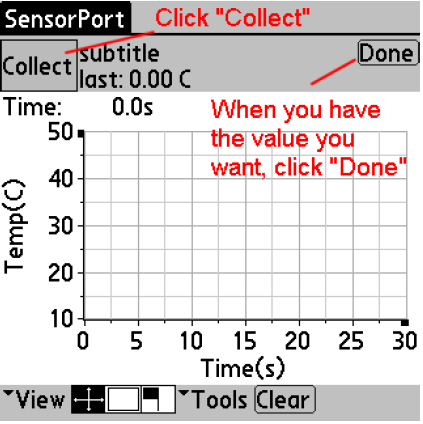 SensorPort Click "Collect"
Collect subtitle Done
last: 0.00 C
Time: 0.0s
When you have
the value you
want, click "Done"
50
40
30
20
10
Temp(C)
0 5 10 15 20 25 30
Time(s)
View Tools Clear